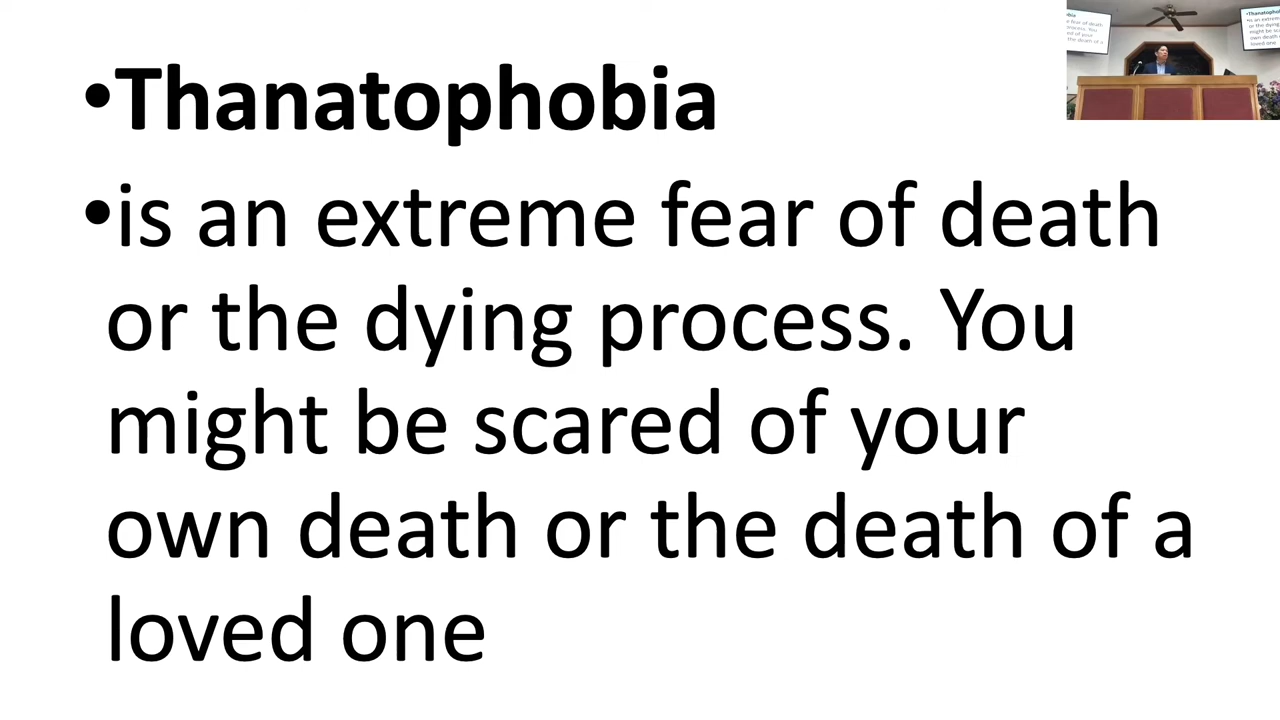 •Thanatophobia
•is an extreme fear of death
or the dying process. You
might be scared of your
own death or the death of a
loved one